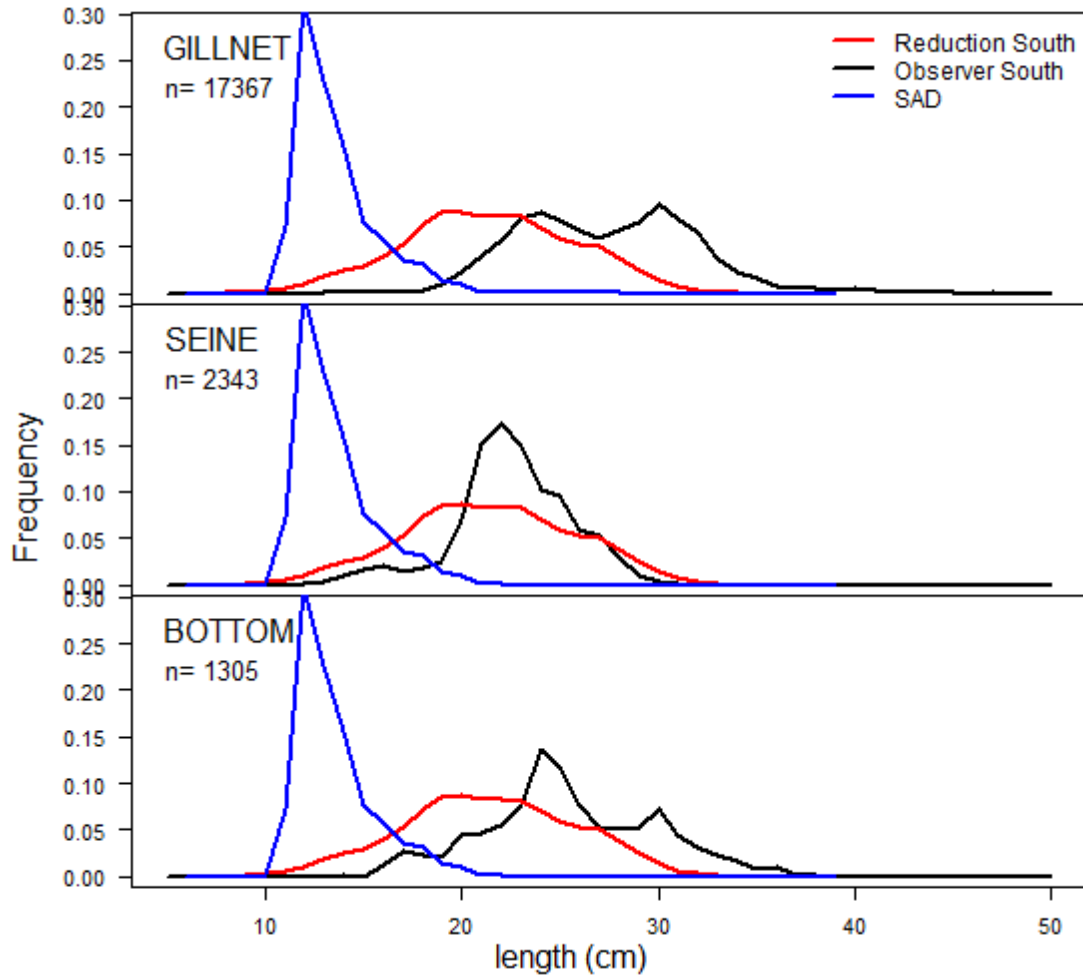 GILLNET
n= 17367
Reduction South
Observer South
SAD
0.30
0.25
0.20
0.15
0.10
0.05
0.00
SEINE
n= 2343
0.30
0.25
0.20
0.15
0.10
0.05
0.00
Frequency
BOTTOM
n= 1305
0.30
0.25
0.20
0.15
0.10
0.05
0.00
10 20 30 40 50
length (cm)